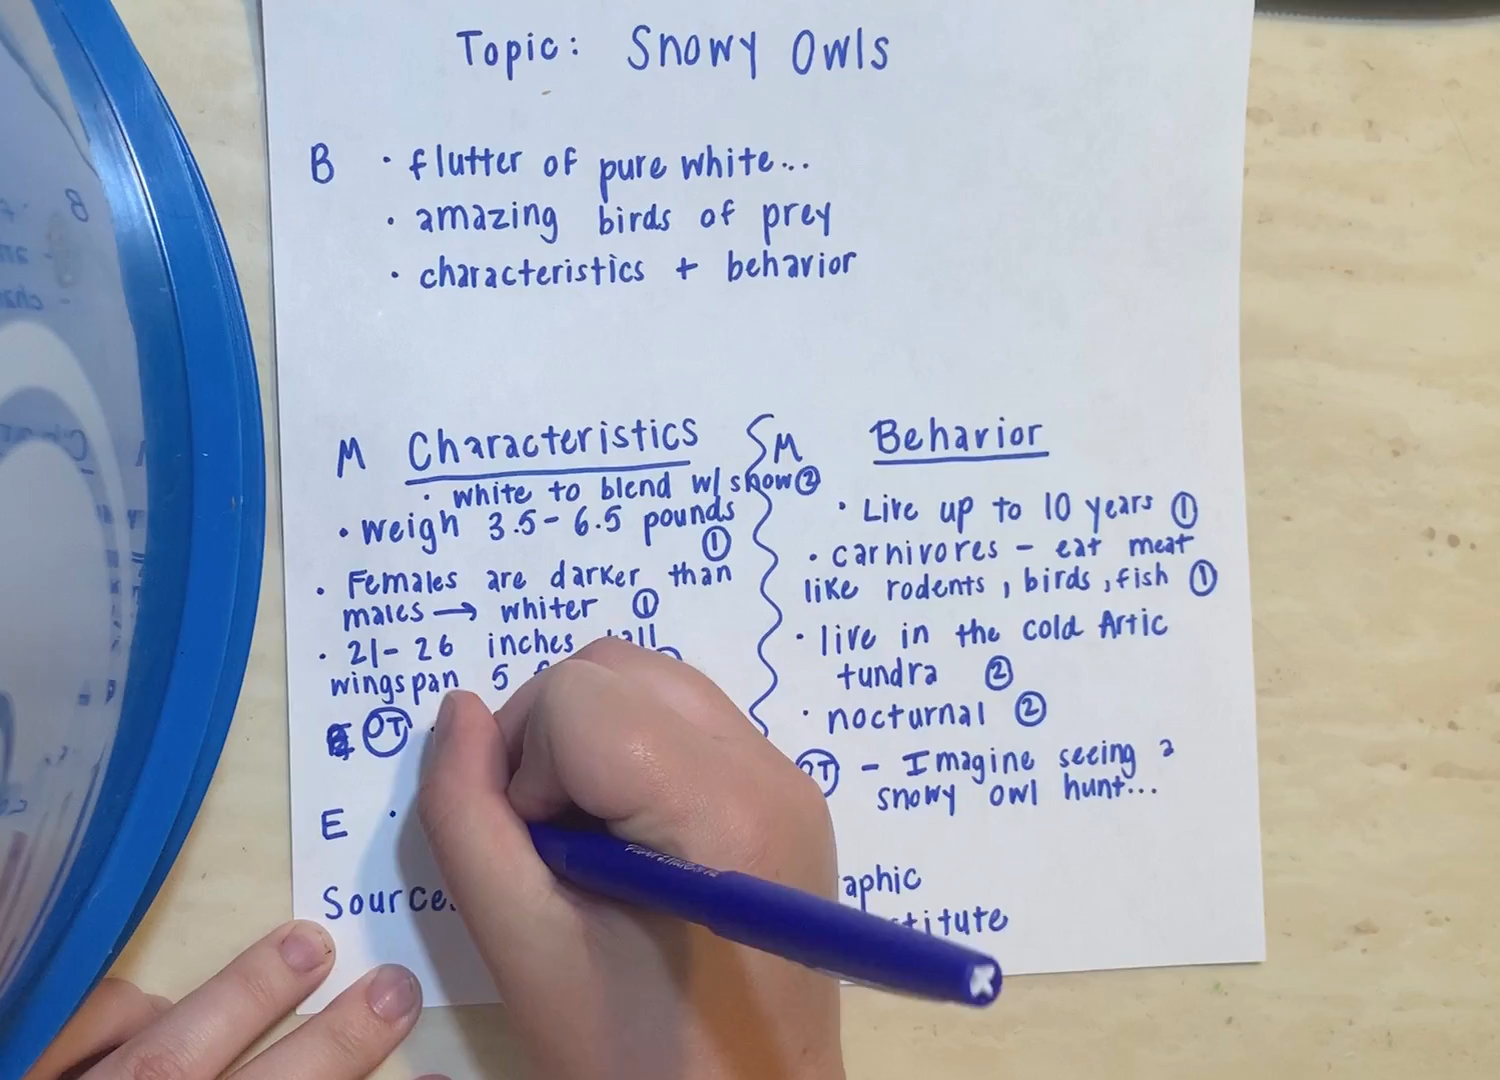 Topic: Snowy Owls
B · flutter of pure white...
· amazing birds of prey
· characteristics + behavior
M Characteristics
· white to blend w/ snow ②
· weigh 3.5-6.5 pounds
①
· Females are darker than
males → whiter ①
· 21-26 inches tall
wingspan 5
OT ·
E ·
Source
M Behavior
· Live up to 10 years ①
· carnivores - eat meat
like rodents, birds, fish ①
· live in the cold Artic
tundra ②
· nocturnal ②
OT - Imagine seeing a
snowy owl hunt...
aphic
titute